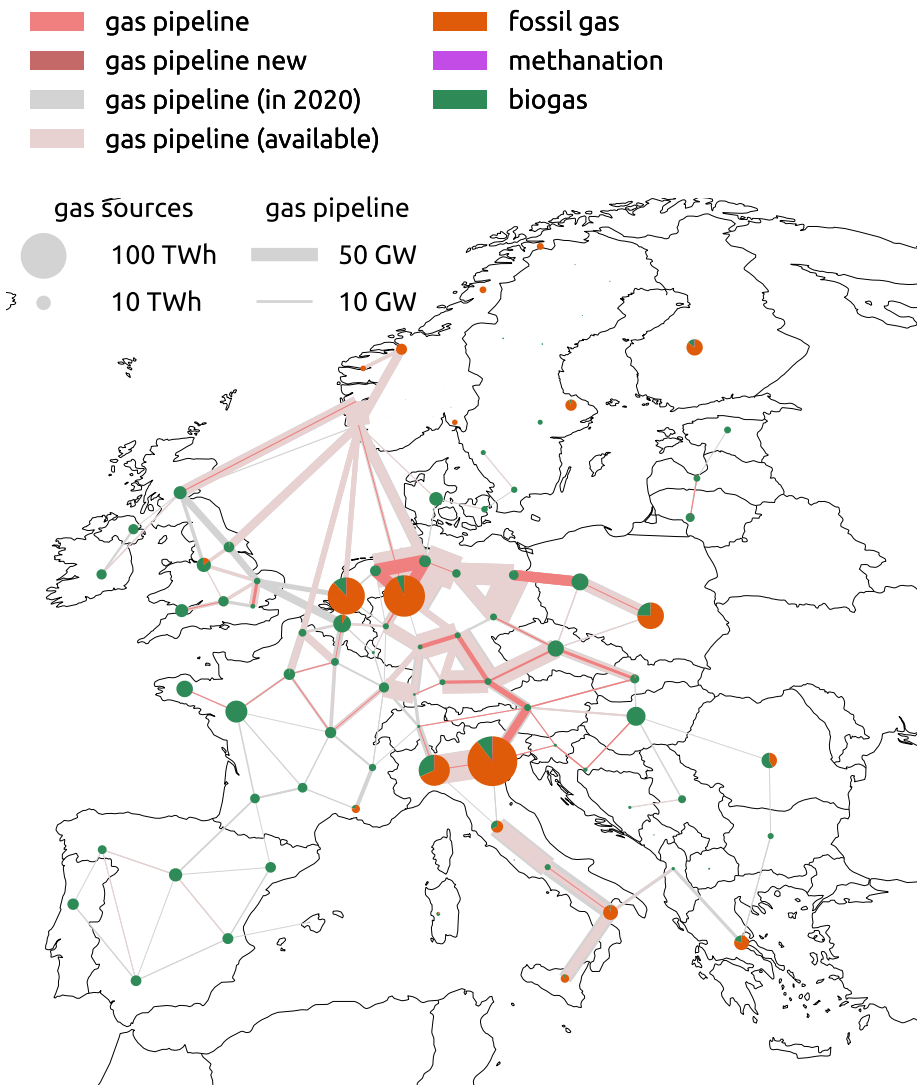 gas pipeline
gas pipeline new
gas pipeline (in 2020)
gas pipeline (available)
fossil gas
methanation
biogas
gas sources
100 TWh
10 TWh
gas pipeline
50 GW
10 GW